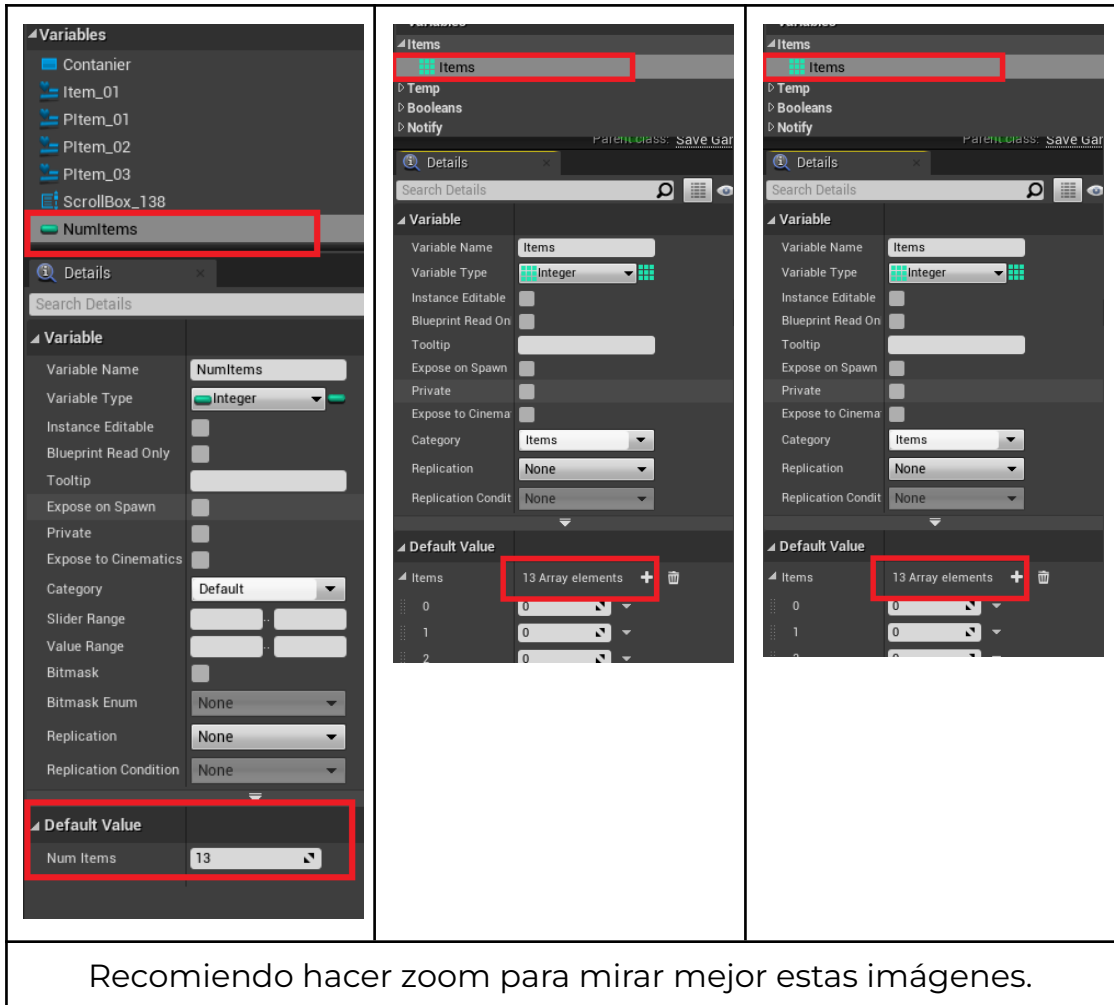 Variables
Contanier
Item_01
PItem_01
PItem_02
PItem_03
ScrollBox_138
NumItems
Details
Search Details
Variable
Variable Name NumItems
Variable Type Integer
Instance Editable
Blueprint Read Only
Tooltip
Expose on Spawn
Private
Expose to Cinematics
Category Default
Slider Range ..
Value Range ..
Bitmask
Bitmask Enum None
Replication None
Replication Condition None
Default Value
Num Items 13
Items
Items
Temp
Booleans
Notify
Parent class: Save Gar
Details
Search Details
Variable
Variable Name Items
Variable Type Integer
Instance Editable
Blueprint Read On
Tooltip
Expose on Spawn
Private
Expose to Cinema
Category Items
Replication None
Replication Condit None
Default Value
Items 13 Array elements
0 0
1 0
2 0
Items
Items
Temp
Booleans
Notify
Parent class: Save Gar
Details
Search Details
Variable
Variable Name Items
Variable Type Integer
Instance Editable
Blueprint Read On
Tooltip
Expose on Spawn
Private
Expose to Cinema
Category Items
Replication None
Replication Condit None
Default Value
Items 13 Array elements
0 0
1 0
Recomiendo hacer zoom para mirar mejor estas imágenes.